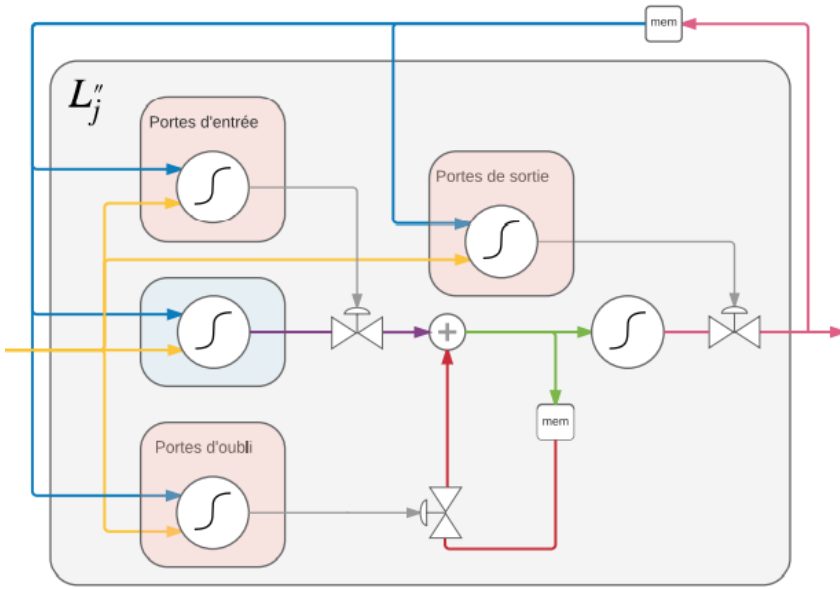 mem
L″j
Portes d'entrée
Portes de sortie
+
mem
Portes d'oubli